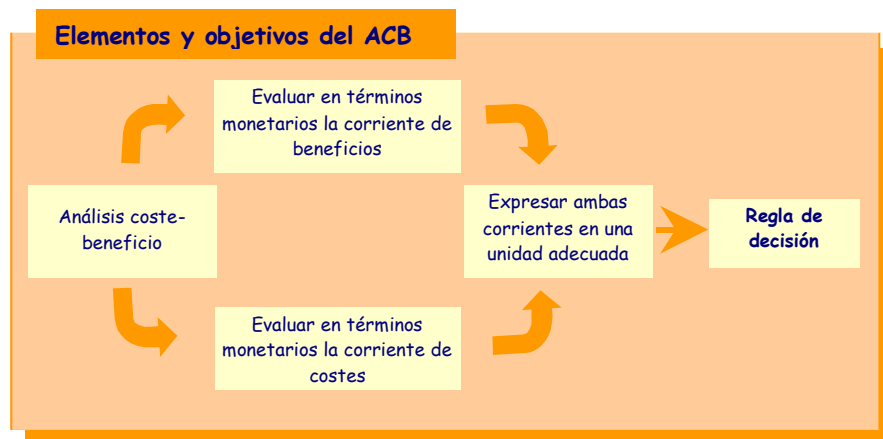 Elementos y objetivos del ACB
Evaluar en términos
monetarios la corriente de
beneficios
Análisis coste-
beneficio
Expresar ambas
corrientes en una
unidad adecuada
Regla de
decisión
Evaluar en términos
monetarios la corriente de
costes